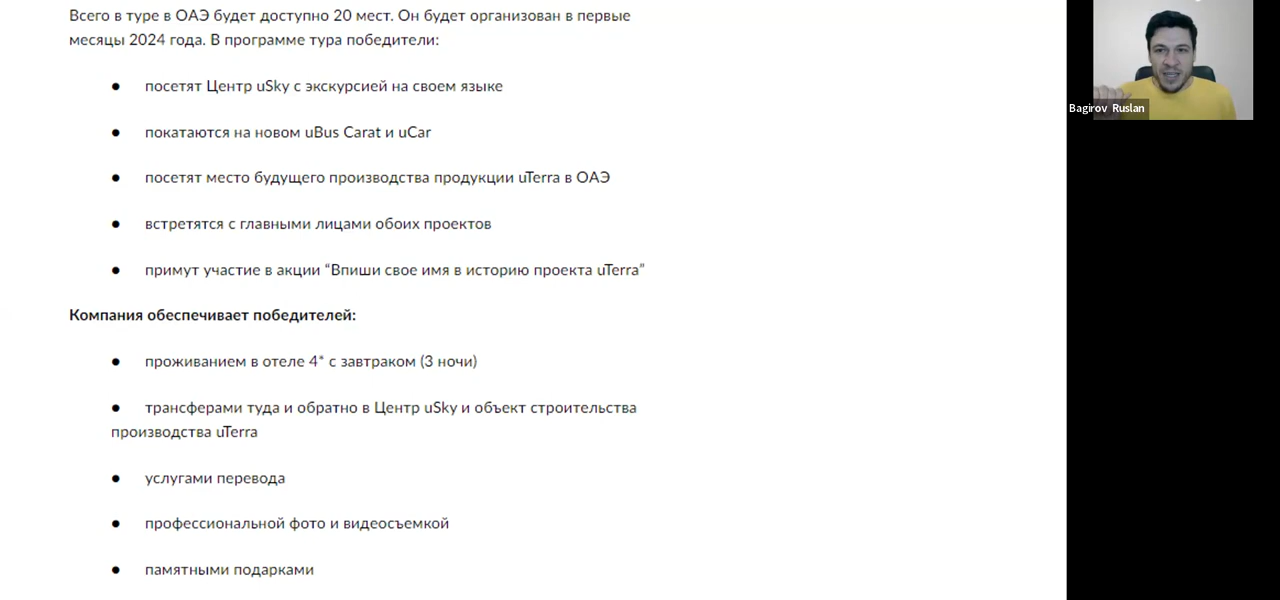 Всего в туре в ОАЭ будет доступно 20 мест. Он будет организован в первые
месяцы 2024 года. В программе тура победители:
● посетят Центр uSky с экскурсией на своем языке
● покатаются на новом uBus Carat и uCar
● посетят место будущего производства продукции uTerra в ОАЭ
● встретятся с главными лицами обоих проектов
● примут участие в акции “Впиши свое имя в историю проекта uTerra”
Компания обеспечивает победителей:
● проживанием в отеле 4* с завтраком (3 ночи)
● трансферами туда и обратно в Центр uSky и объект строительства
производства uTerra
● услугами перевода
● профессиональной фото и видеосъемкой
● памятными подарками
Bagirov Ruslan